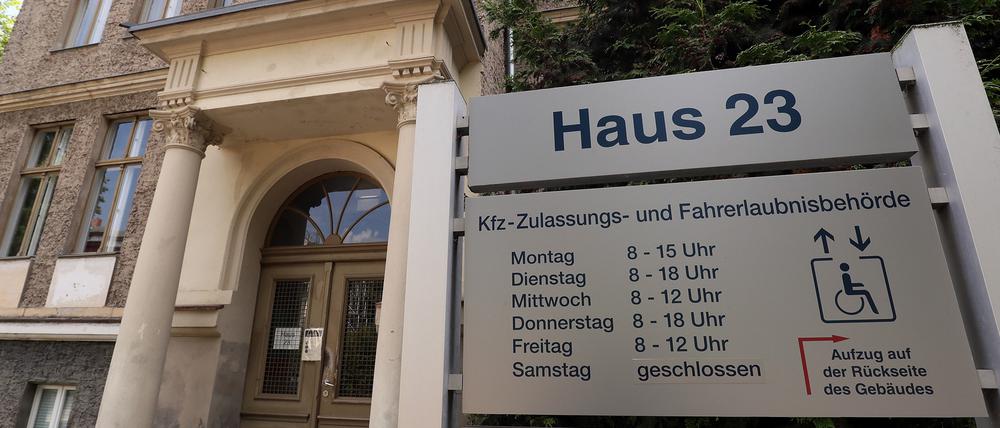 Haus 23
Kfz-Zulassungs- und Fahrerlaubnisbehörde
Montag 8 - 15 Uhr
Dienstag 8 - 18 Uhr
Mittwoch 8 - 12 Uhr
Donnerstag 8 - 18 Uhr
Freitag 8 - 12 Uhr
Samstag geschlossen
Aufzug auf
der Rückseite
des Gebäudes